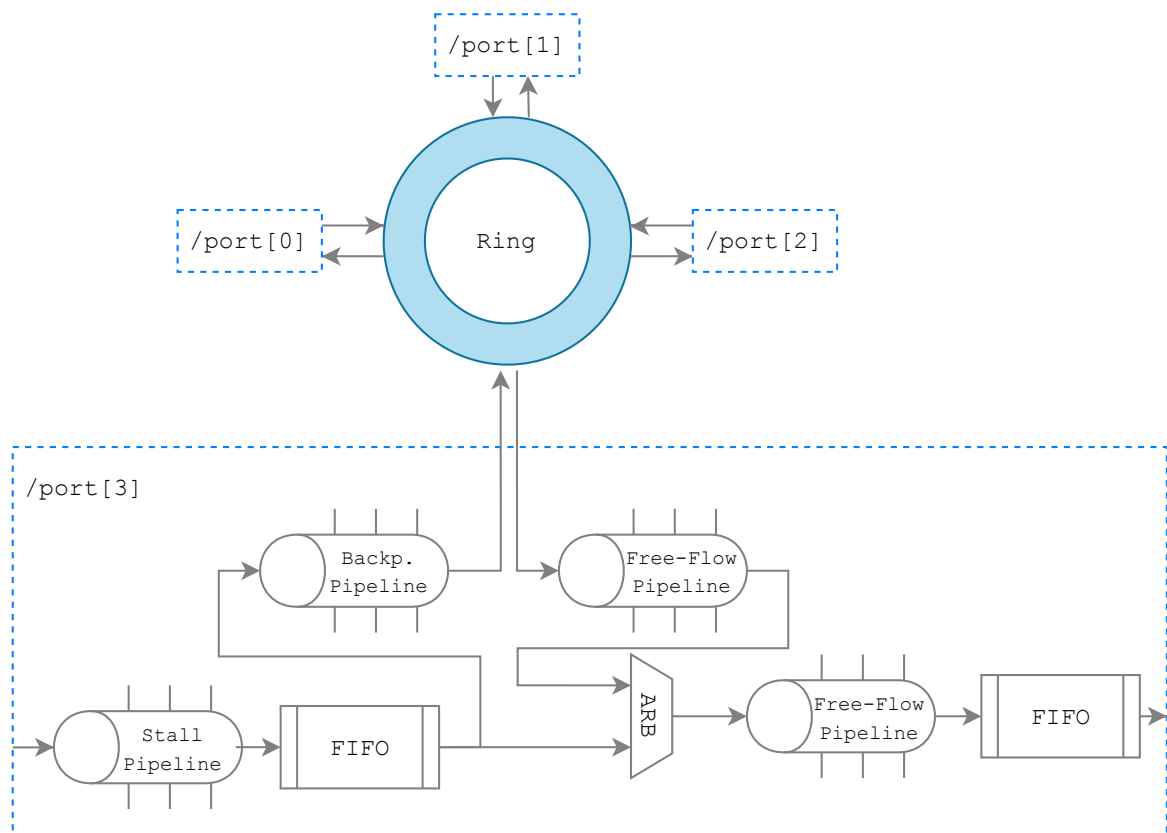 /port[1]
/port[0]
Ring
/port[2]
/port[3]
Backp.
Pipeline
Free-Flow
Pipeline
Stall
Pipeline
FIFO
ARB
Free-Flow
Pipeline
FIFO